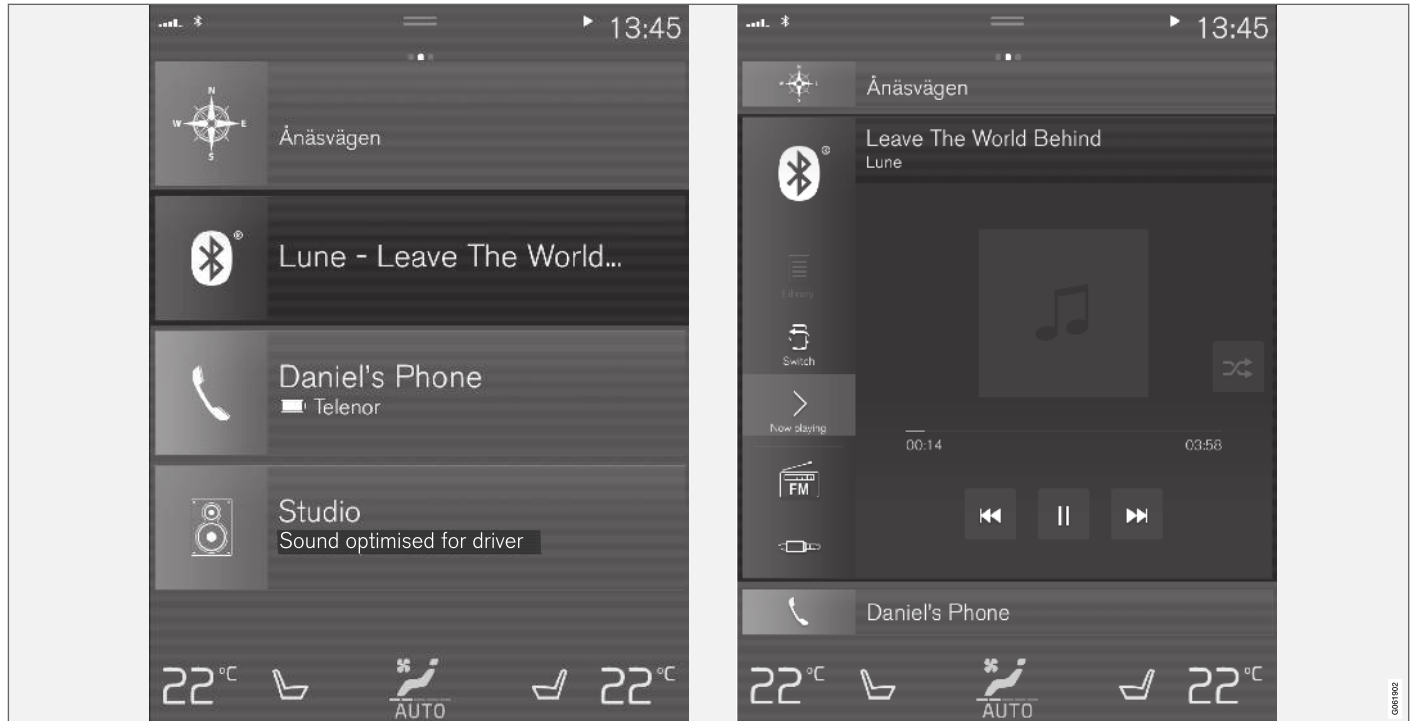 13:45
N
W
E
S
Ånäsvägen
Lune - Leave The World...
Daniel's Phone
Telenor
Studio
Sound optimised for driver
22°C
AUTO
22°C
13:45
Ånäsvägen
Leave The World Behind
Lune
Library
Switch
Now playing
00:14
03:58
FM
Daniel's Phone
22°C
AUTO
22°C
G061902